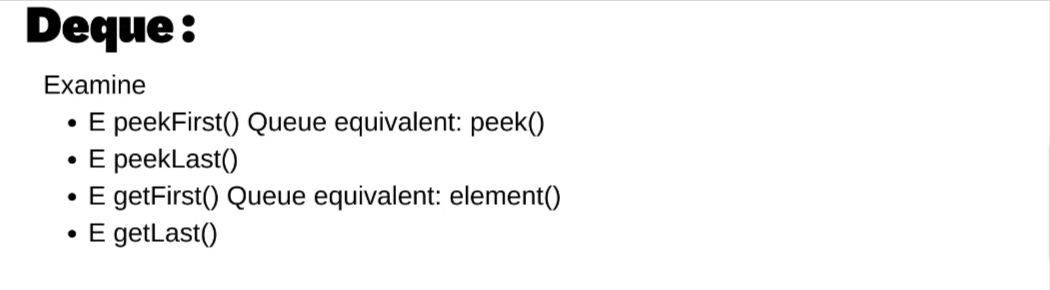 Deque:
Examine
• E peekFirst() Queue equivalent: peek()
• E peekLast()
• E getFirst() Queue equivalent: element()
• E getLast()